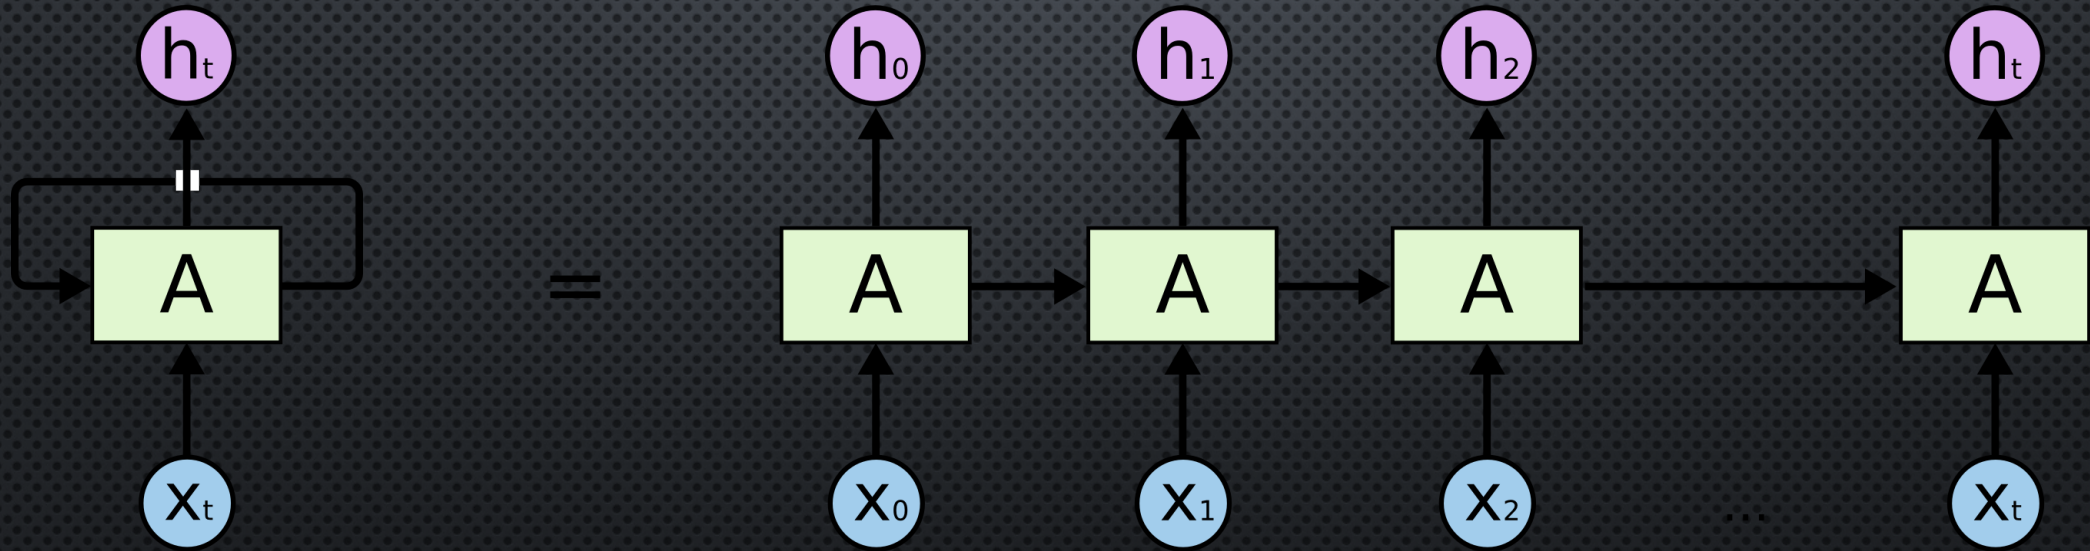 ht h0 h1 h2 ht
A = A A A A
xt x0 x1 x2 ... xt